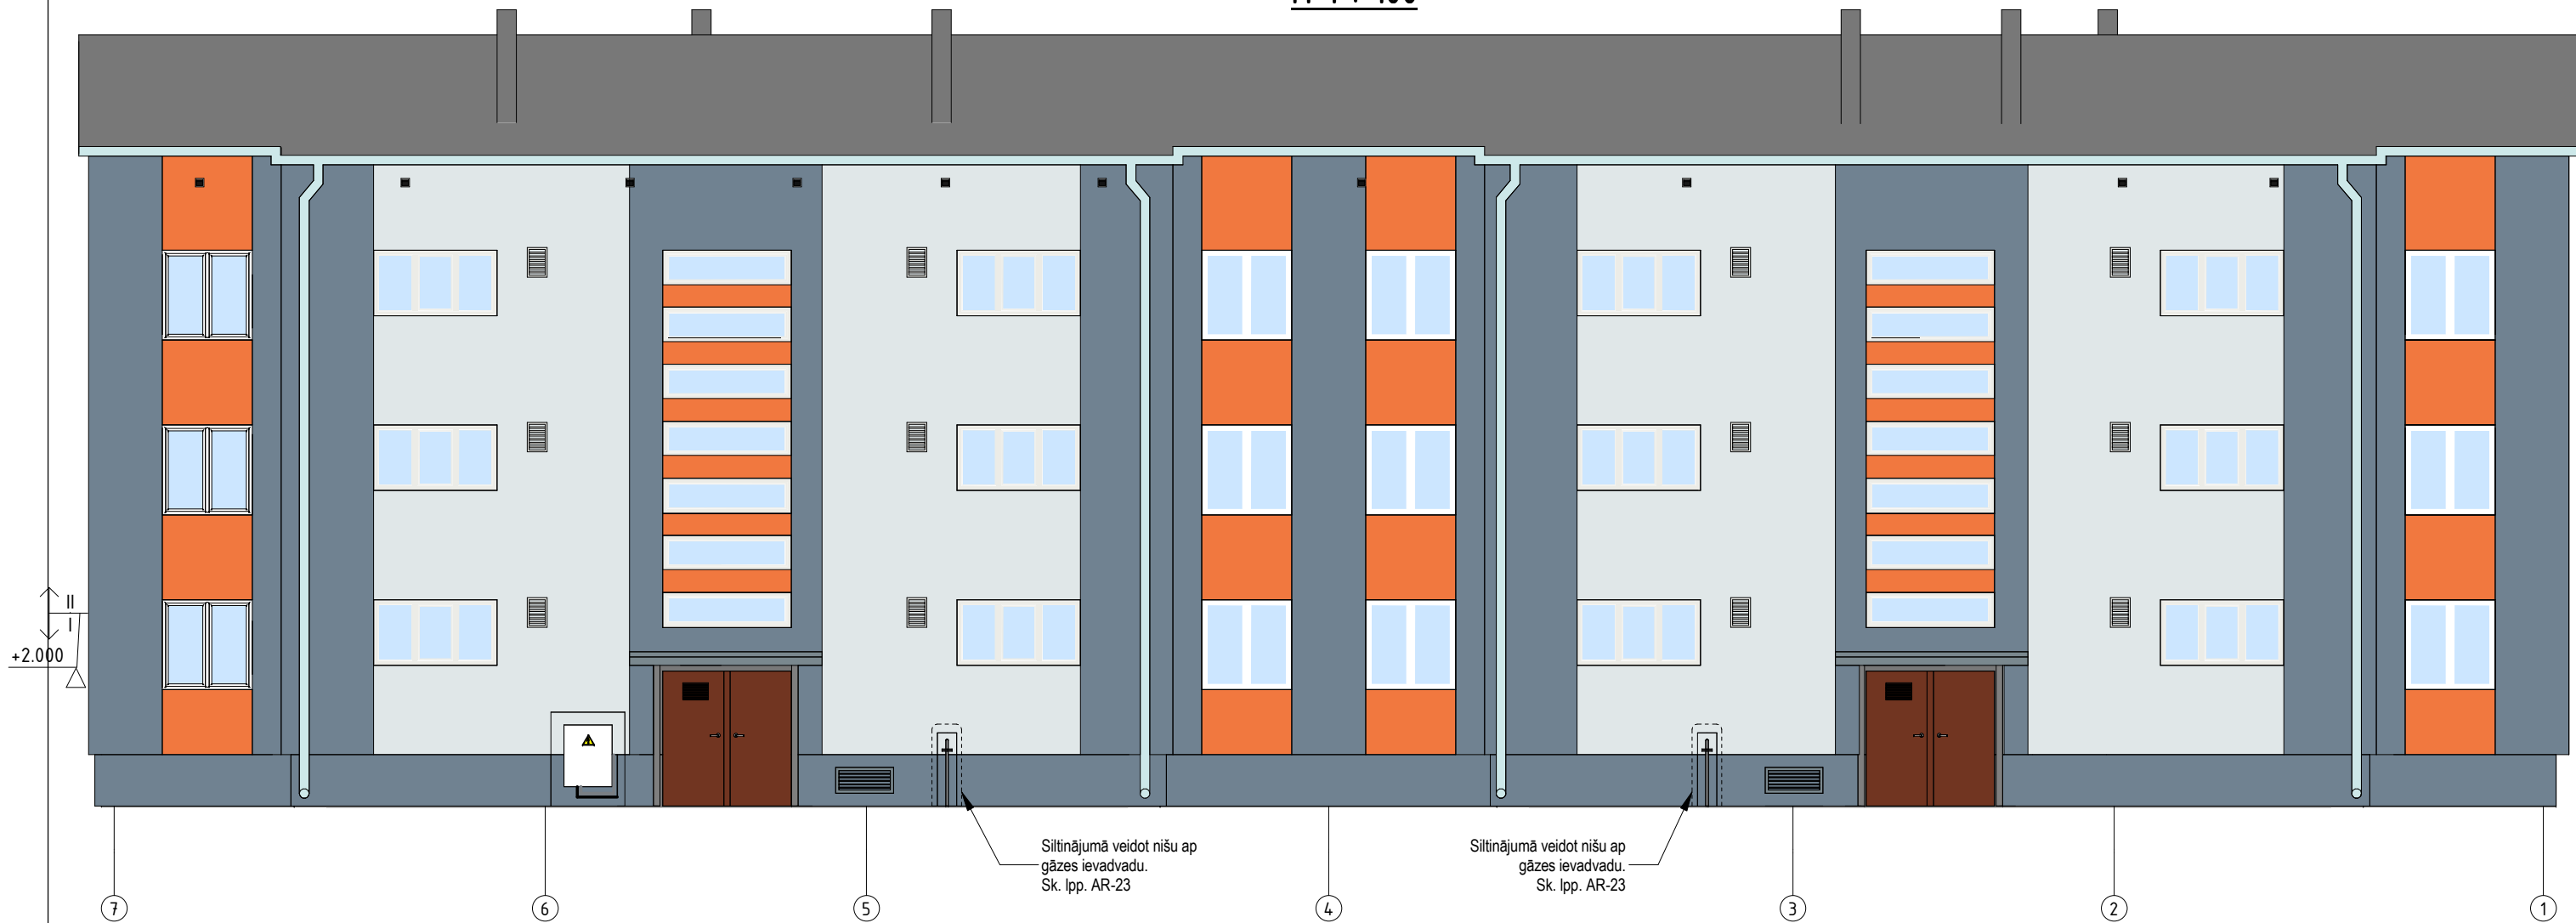 II
I
+2.000
Siltinājumā veidot nišu ap
gāzes ievadvadu.
Sk. lpp. AR-23
Siltinājumā veidot nišu ap
gāzes ievadvadu.
Sk. lpp. AR-23
7
6
5
4
3
2
1